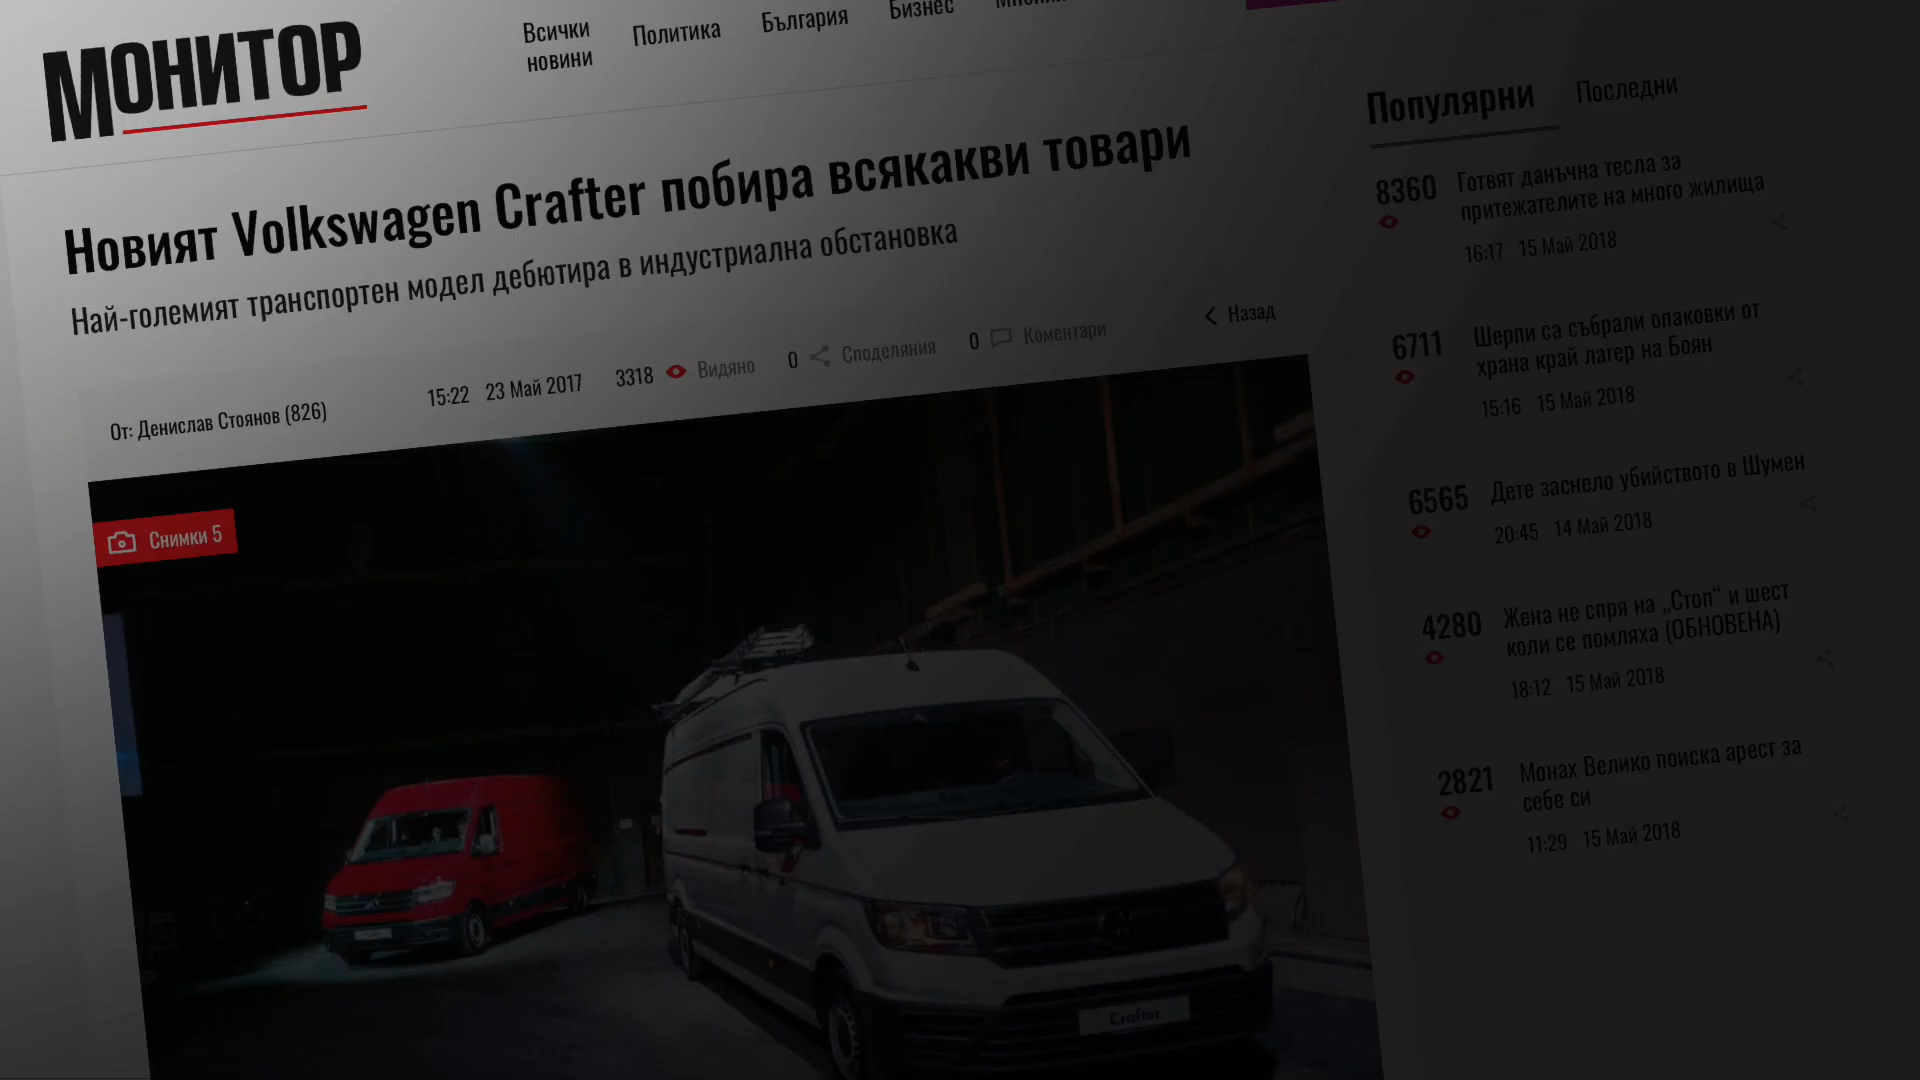 МОНИТОР
Всички
новини
Политика
България
Бизнес
Новият Volkswagen Crafter побира всякакви товари
Най-големият транспортен модел дебютира в индустриална обстановка
От: Денислав Стоянов (826)
15:22 23 Май 2017
3318 Видяно
0 Споделяния
0 Коментари
Назад
Снимки 5
Crafter
Популярни
Последни
8360
Готвят данъчна тесла за
притежателите на много жилища
16:17 15 Май 2018
6711
Шерпи са събрали опаковки от
храна край лагер на Боян
15:16 15 Май 2018
6565
Дете заснело убийството в Шумен
20:45 14 Май 2018
4280
Жена не спря на „Стоп“ и шест
коли се помляха (ОБНОВЕНА)
18:12 15 Май 2018
2821
Монах Велико поиска арест за
себе си
11:29 15 Май 2018